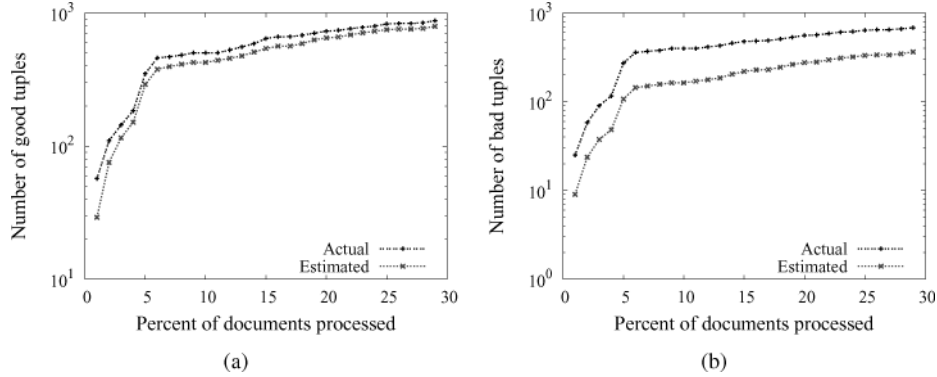 10^3
10^2
10^1
0 5 10 15 20 25 30
Number of good tuples
Percent of documents processed
Actual
Estimated
(a)
10^3
10^2
10^1
10^0
0 5 10 15 20 25 30
Number of bad tuples
Percent of documents processed
Actual
Estimated
(b)